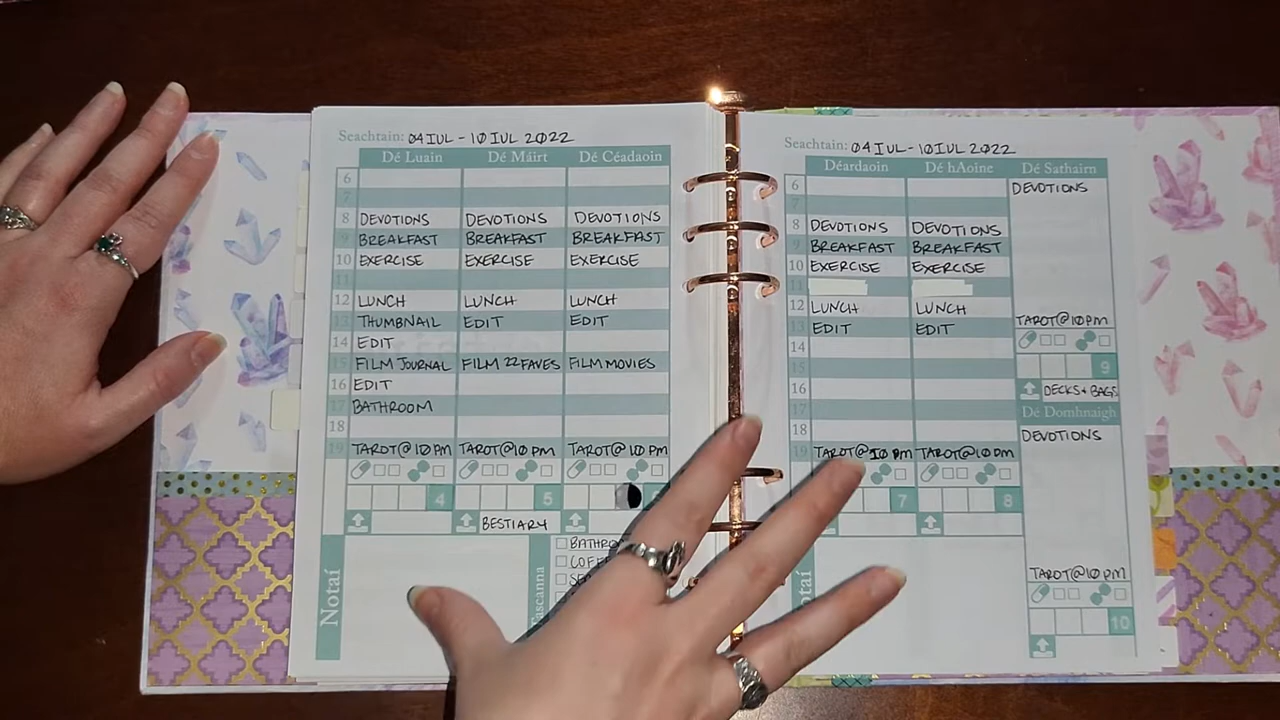 Seachtain: 04 IUL - 10 IUL 2022
Dé Luain Dé Máirt Dé Céadaoin
6
7
8 DEVOTIONS DEVOTIONS DEVOTIONS
9 BREAKFAST BREAKFAST BREAKFAST
10 EXERCISE EXERCISE EXERCISE
11
12 LUNCH LUNCH LUNCH
13 THUMBNAIL EDIT EDIT
14 EDIT
15 FILM JOURNAL FILM 22 FAVES FILM MOVIES
16 EDIT
17 BATHROOM
18
19 TAROT@10PM TAROT@10PM TAROT@10PM
4 5
BESTIARY
Notaí
Seachtain: 04 IUL - 10 IUL 2022
Déardaoin Dé hAoine Dé Sathairn
6 DEVOTIONS
7
8 DEVOTIONS DEVOTIONS
9 BREAKFAST BREAKFAST
10 EXERCISE EXERCISE
11
12 LUNCH LUNCH
TAROT@10PM
13 EDIT EDIT
14
15
9
16
DECKS + BAGS
17
Dé Domhnaigh
18
DEVOTIONS
19 TAROT@10PM TAROT@10PM
7 8
TAROT@10PM
10